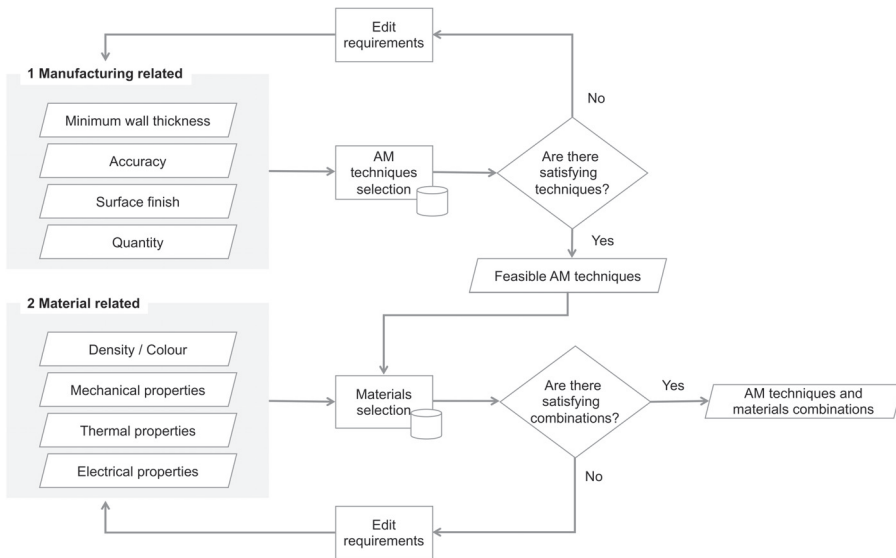 Edit
requirements
No
1 Manufacturing related
Minimum wall thickness
Accuracy
Surface finish
Quantity
AM
techniques
selection
Are there
satisfying
techniques?
Yes
Feasible AM techniques
2 Material related
Density / Colour
Mechanical properties
Thermal properties
Electrical properties
Materials
selection
Are there
satisfying
combinations?
Yes
AM techniques and
materials combinations
No
Edit
requirements